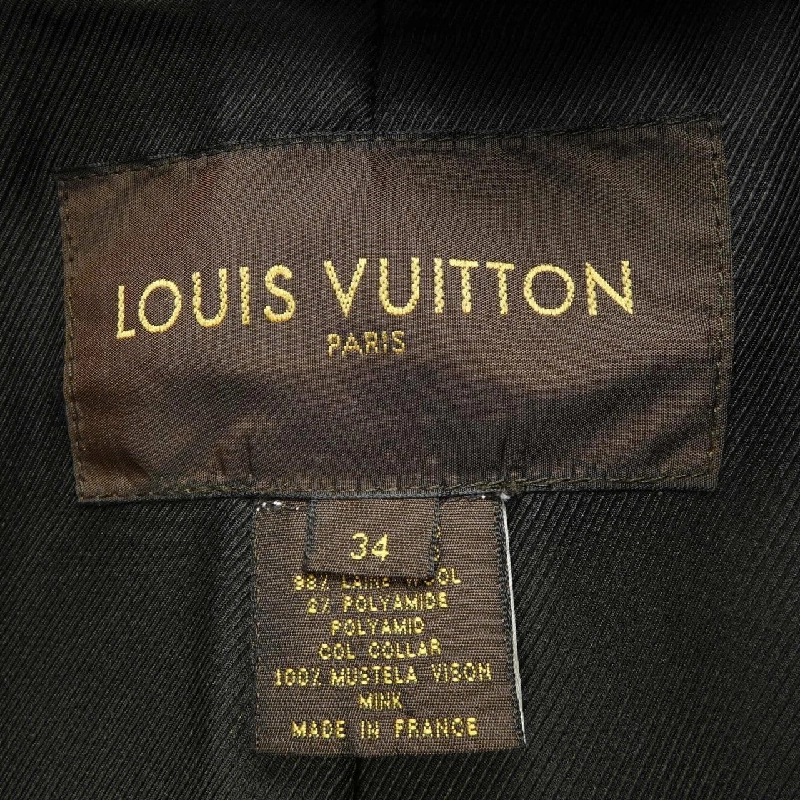 LOUIS VUITTON
PARIS
34
98% LAINE WOOL
2% POLYAMIDE
POLYAMID
COL COLLAR
100% MUSTELA VISON
MINK
MADE IN FRANCE